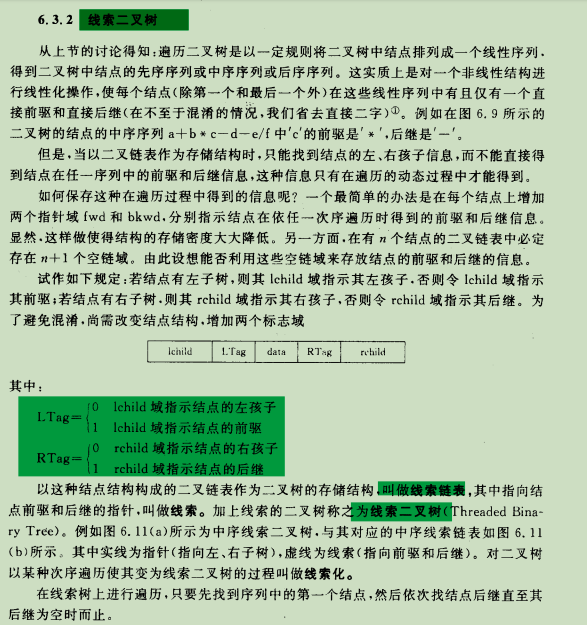 6.3.2 线索二叉树
从上节的讨论得知:遍历二叉树是以一定规则将二叉树中结点排列成一个线性序列,
得到二叉树中结点的先序序列或中序序列或后序序列。这实质上是对一个非线性结构进
行线性化操作,使每个结点(除第一个和最后一个外)在这些线性序列中有且仅有一个直
接前驱和直接后继(在不至于混淆的情况,我们省去直接二字)①。例如在图 6.9 所示的
二叉树的结点的中序序列 a+b*c-d-e/f 中'c'的前驱是'*',后继是'-'。
但是,当以二叉链表作为存储结构时,只能找到结点的左、右孩子信息,而不能直接得
到结点在任一序列中的前驱和后继信息,这种信息只有在遍历的动态过程中才能得到。
如何保存这种在遍历过程中得到的信息呢?一个最简单的办法是在每个结点上增加
两个指针域 fwd 和 bkwd,分别指示结点在依任一次序遍历时得到的前驱和后继信息。
显然,这样做使得结构的存储密度大大降低。另一方面,在有 n 个结点的二叉链表中必定
存在 n+1 个空链域。由此设想能否利用这些空链域来存放结点的前驱和后继的信息。
试作如下规定:若结点有左子树,则其 lchild 域指示其左孩子,否则令 lchild 域指示
其前驱;若结点有右子树,则其 rchild 域指示其右孩子,否则令 rchild 域指示其后继。为
了避免混淆,尚需改变结点结构,增加两个标志域
lchild LTag data RTag rchild
其中:
LTag={0 lchild 域指示结点的左孩子
1 lchild 域指示结点的前驱
RTag={0 rchild 域指示结点的右孩子
1 rchild 域指示结点的后继
以这种结点结构构成的二叉链表作为二叉树的存储结构,叫做线索链表,其中指向结
点前驱和后继的指针,叫做线索。加上线索的二叉树称之为线索二叉树(Threaded Bina-
ry Tree)。例如图 6.11(a)所示为中序线索二叉树,与其对应的中序线索链表如图 6.11
(b)所示。其中实线为指针(指向左、右子树),虚线为线索(指向前驱和后继)。对二叉树
以某种次序遍历使其变为线索二叉树的过程叫做线索化。
在线索树上进行遍历,只要先找到序列中的第一个结点,然后依次找结点后继直至其
后继为空时而止。